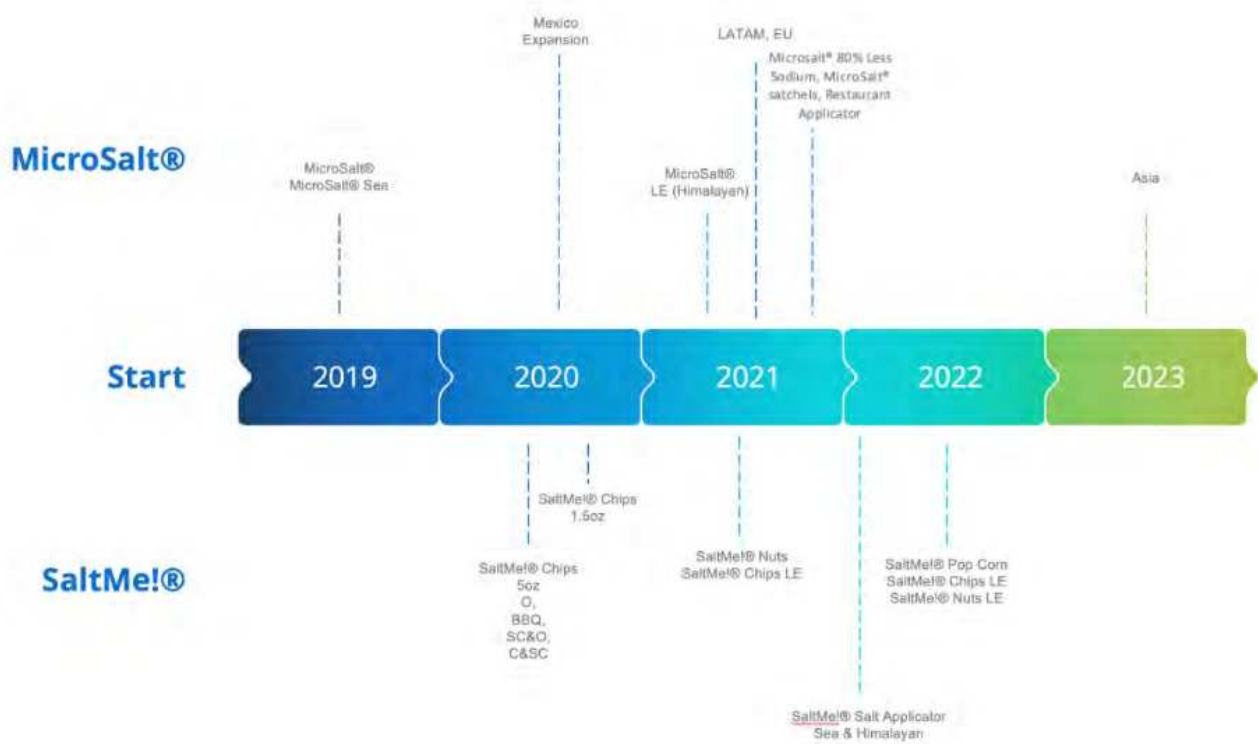 Mexico
Expansion
LATAM, EU
Microsalt® 80% Less
Sodium, MicroSalt®
satchels, Restaurant
Applicator
MicroSalt®
MicroSalt®
MicroSalt® Sea
MicroSalt®
LE (Himalayan)
Asia
Start
2019
2020
2021
2022
2023
SaltMe!® Chips
1.5oz
SaltMe!®
SaltMe!® Chips
5oz
O,
BBQ,
SC&O,
C&SC
SaltMe!® Nuts
SaltMe!® Chips LE
SaltMe!® Pop Corn
SaltMe!® Chips LE
SaltMe!® Nuts LE
SaltMe!® Salt Applicator
Sea & Himalayan